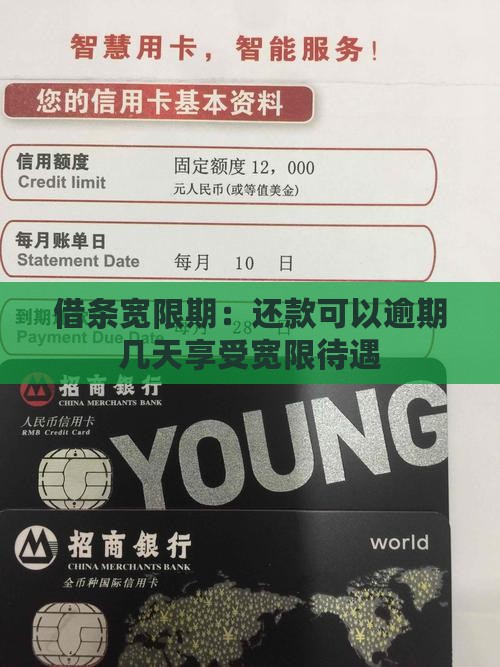 智慧用卡，智能服务！
您的信用卡基本资料
信用额度
Credit limit
固定额度 12，000
元人民币(或等值美金)
每月账单日
Statement Date
每月 10 日
到期
Payment Due Date
每月 28 日
借条宽限期：还款可以逾期
几天享受宽限待遇
招商银行
CHINA MERCHANTS BANK
人民币信用卡
RMB Credit Card
YOUNG
招商银行
CHINA MERCHANTS BANK
全币种国际信用卡
world